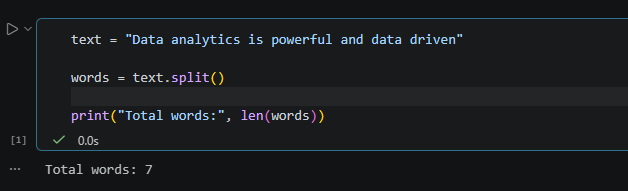 text = "Data analytics is powerful and data driven"
words = text.split()
print("Total words:", len(words))
[1]
0.0s
Total words: 7